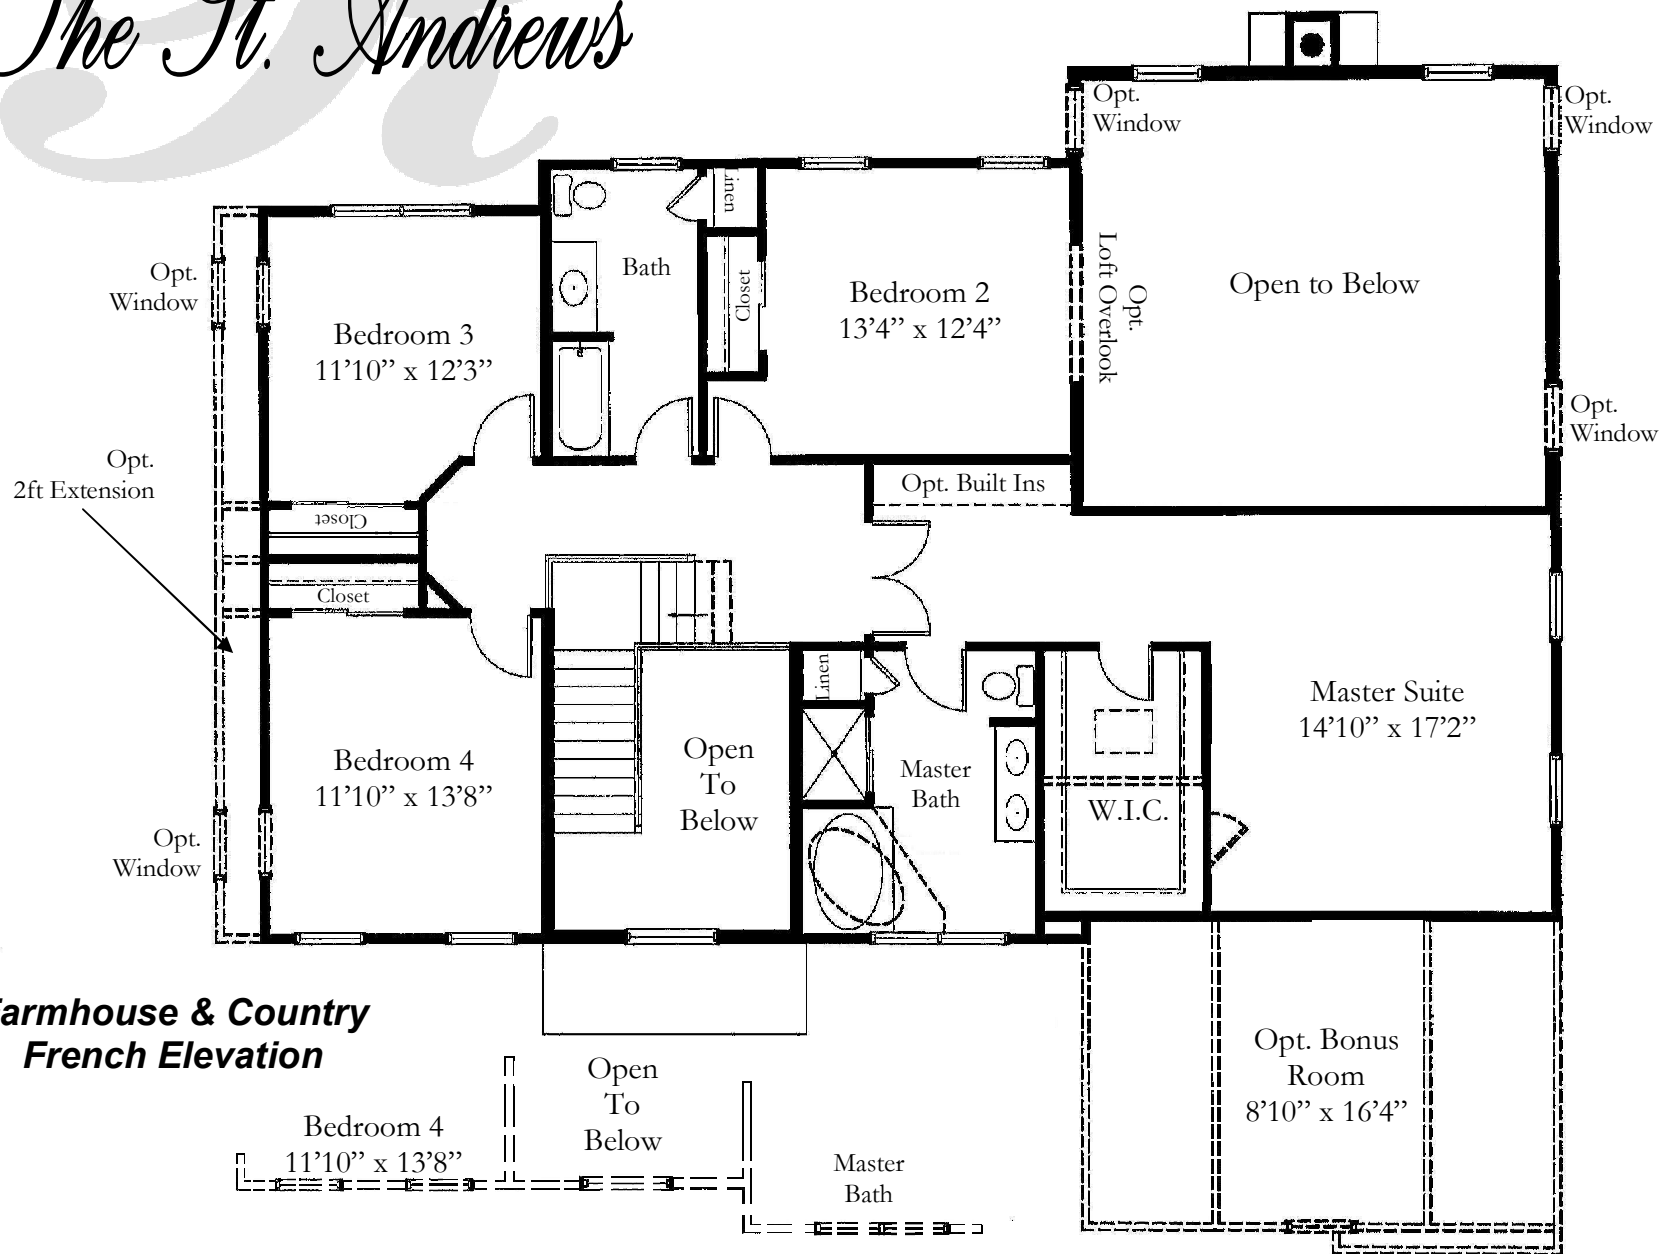 The St. Andrews
Opt.
Window
Opt.
Window
Linen
Bath
Closet
Bedroom 2
13’4” x 12’4”
Opt.
Loft Overlook
Open to Below
Opt.
Window
Bedroom 3
11’10” x 12’3”
Opt.
Window
Opt.
2ft Extension
Opt. Built Ins
Closet
Closet
Linen
Master Suite
14’10” x 17’2”
Bedroom 4
11’10” x 13’8”
Open
To
Below
Master
Bath
W.I.C.
Opt.
Window
Farmhouse & Country
French Elevation
Opt. Bonus
Room
8’10” x 16’4”
Open
To
Below
Bedroom 4
11’10” x 13’8”
Master
Bath